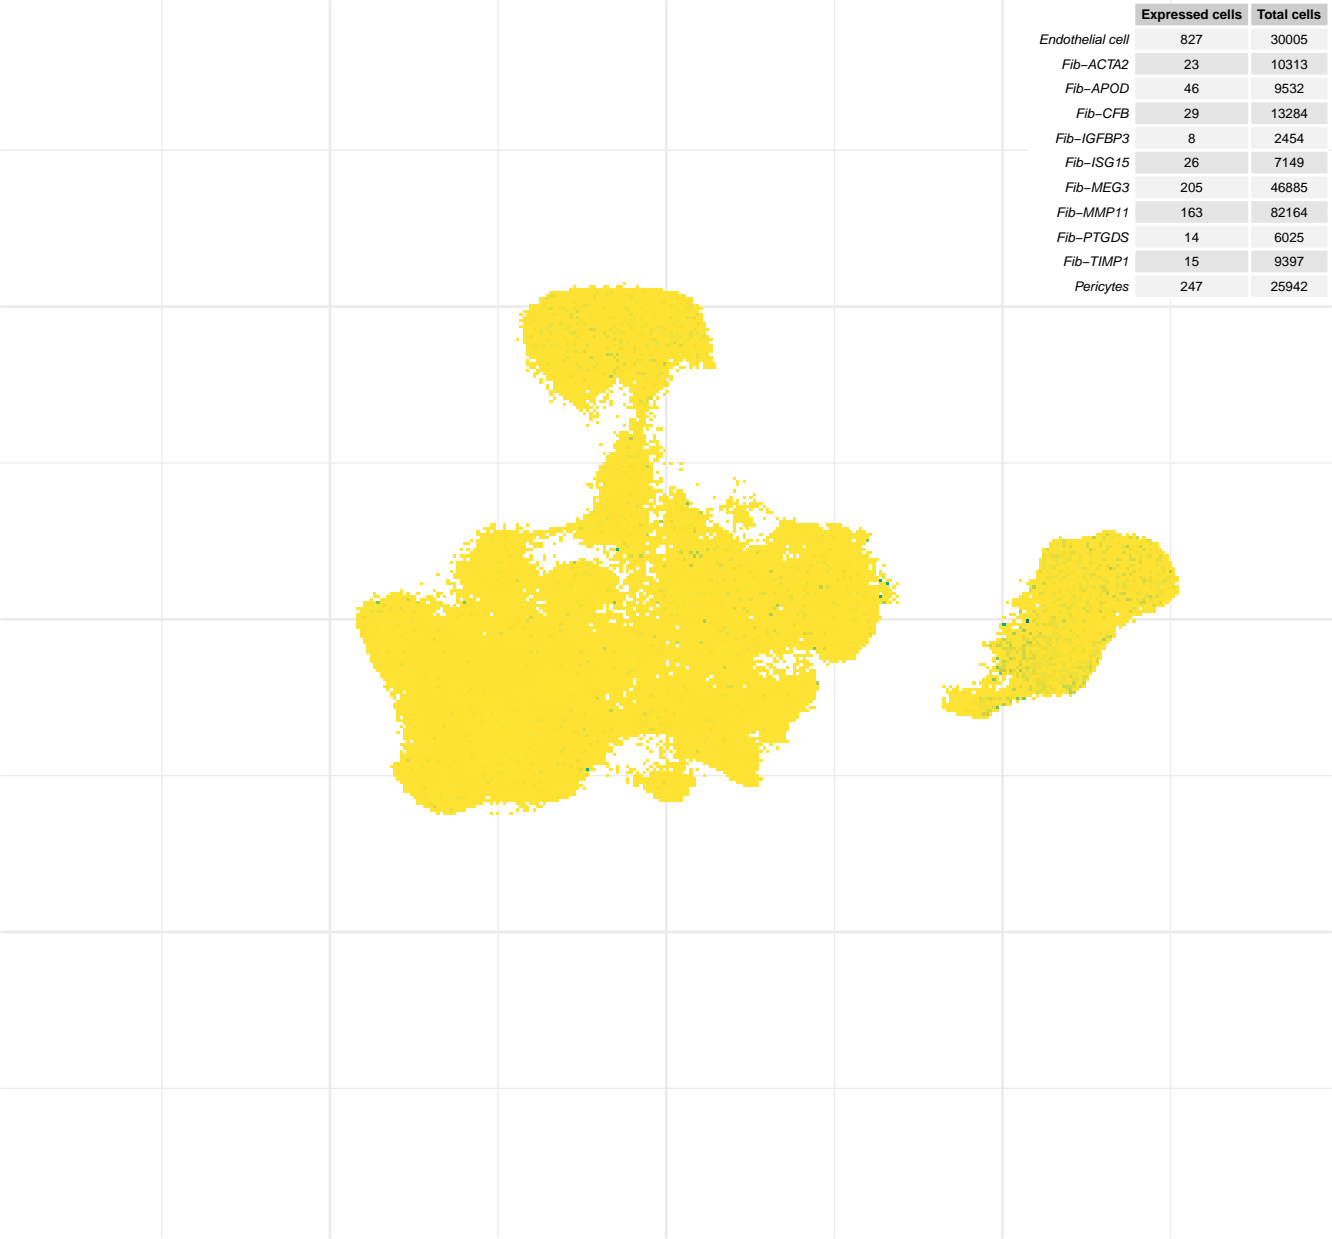 Expressed cells Total cells
Endothelial cell 827 30005
Fib−ACTA2 23 10313
Fib−APOD 46 9532
Fib−CFB 29 13284
Fib−IGFBP3 8 2454
Fib−ISG15 26 7149
Fib−MEG3 205 46885
Fib−MMP11 163 82164
Fib−PTGDS 14 6025
Fib−TIMP1 15 9397
Pericytes 247 25942